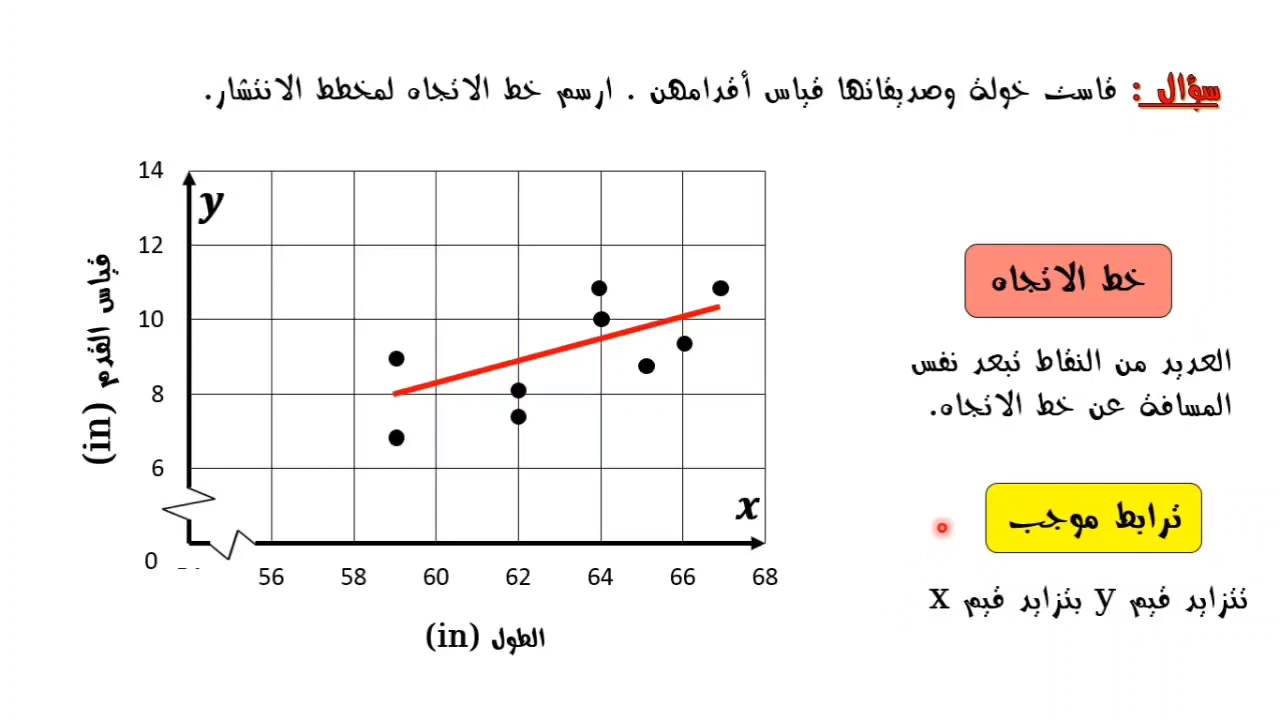 سؤال : قاست خولة وصديقاتها قياس أقدامهن . ارسم خط الاتجاه لمخطط الانتشار.
14
y
12
10
8
6
0
قياس القدم (in)
x
56 58 60 62 64 66 68
الطول (in)
خط الاتجاه
العديد من النقاط تبعد نفس
المسافة عن خط الاتجاه.
ترابط موجب
تتزايد قيم y بتزايد قيم x